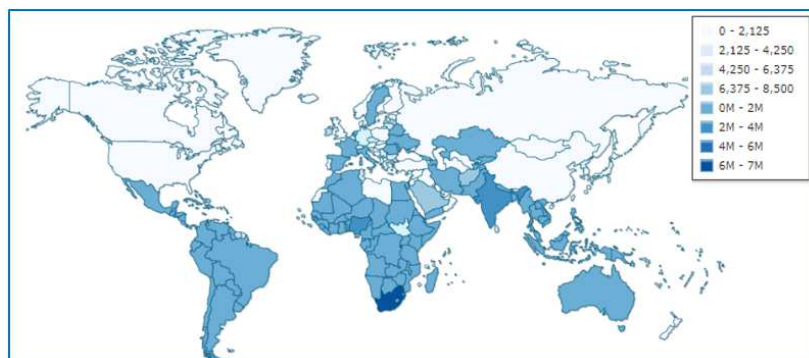 0 - 2,125
2,125 - 4,250
4,250 - 6,375
6,375 - 8,500
0M - 2M
2M - 4M
4M - 6M
6M - 7M